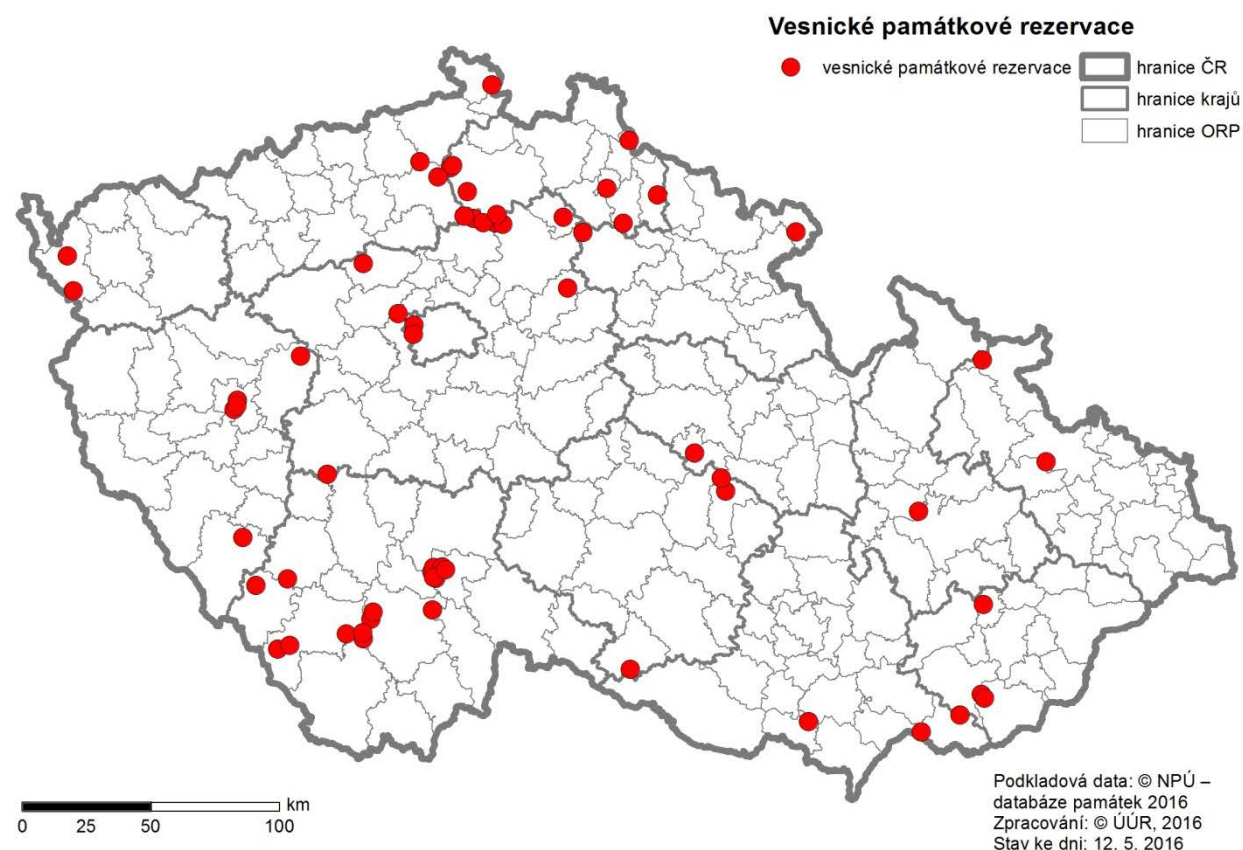 Vesnické památkové rezervace
vesnické památkové rezervace
hranice ČR
hranice krajů
hranice ORP
km
0 25 50 100
Podkladová data: © NPÚ –
databáze památek 2016
Zpracování: © ÚÚR, 2016
Stav ke dni: 12. 5. 2016